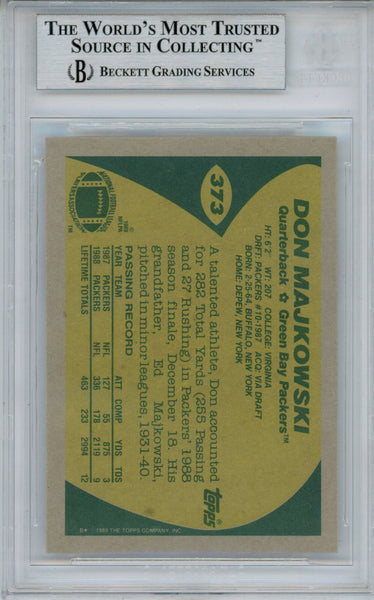 THE WORLD'S MOST TRUSTED
SOURCE IN COLLECTING™
B BECKETT GRADING SERVICES
373
DON MAJKOWSKI
Quarterback ☆ Green Bay Packers™
HT: 6'2" WT: 207 COLLEGE: VIRGINIA
DRFT: PACKERS #10-1987 ACQ: VIA DRAFT
BORN: 2-25-64, BUFFALO, NEW YORK
HOME: DEPEW, NEW YORK
A talented athlete, Don accounted
for 282 Total Yards (255 Passing
and 27 Rushing) in Packers' 1988
season finale, December 18. His
grandfather, Ed Majkowski,
pitched in minor leagues, 1931-40.
PASSING RECORD
YEAR TEAM ATT COMP YDS TDS
1987 PACKERS NFL 127 55 875 3
1988 PACKERS NFL 336 178 2119 9
LIFETIME TOTALS 463 233 2994 12
topps
B* ©1989 THE TOPPS COMPANY, INC.